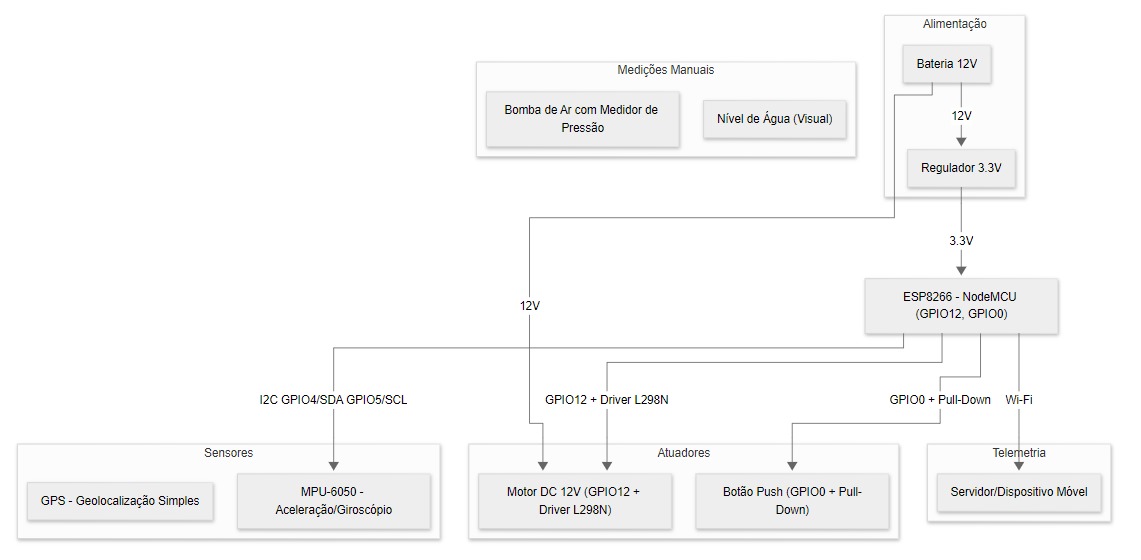 Alimentação
Bateria 12V
Medições Manuais
Bomba de Ar com Medidor de
Pressão
Nível de Água (Visual)
12V
Regulador 3.3V
3.3V
12V
ESP8266 - NodeMCU
(GPIO12, GPIO0)
I2C GPIO4/SDA GPIO5/SCL
GPIO12 + Driver L298N
GPIO0 + Pull-Down
Wi-Fi
Sensores
GPS - Geolocalização Simples
MPU-6050 -
Aceleração/Giroscópio
Atuadores
Motor DC 12V (GPIO12 +
Driver L298N)
Botão Push (GPIO0 + Pull-
Down)
Telemetria
Servidor/Dispositivo Móvel